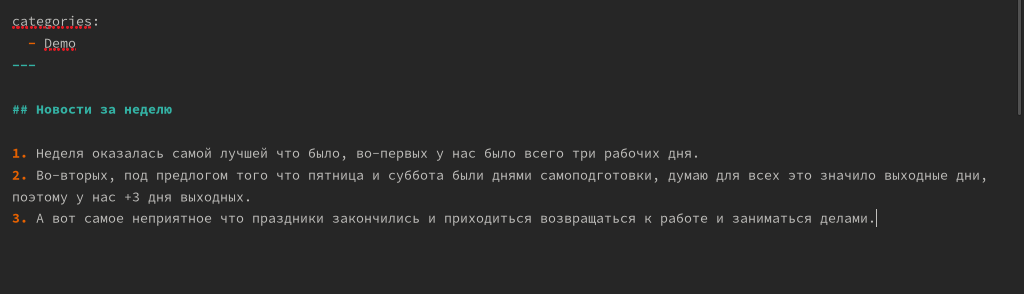 categories:
  - Demo
---
## Новости за неделю
1. Неделя оказалась самой лучшей что было, во-первых у нас было всего три рабочих дня.
2. Во-вторых, под предлогом того что пятница и суббота были днями самоподготовки, думаю для всех это значило выходные дни,
поэтому у нас +3 дня выходных.
3. А вот самое неприятное что праздники закончились и приходиться возвращаться к работе и заниматься делами.